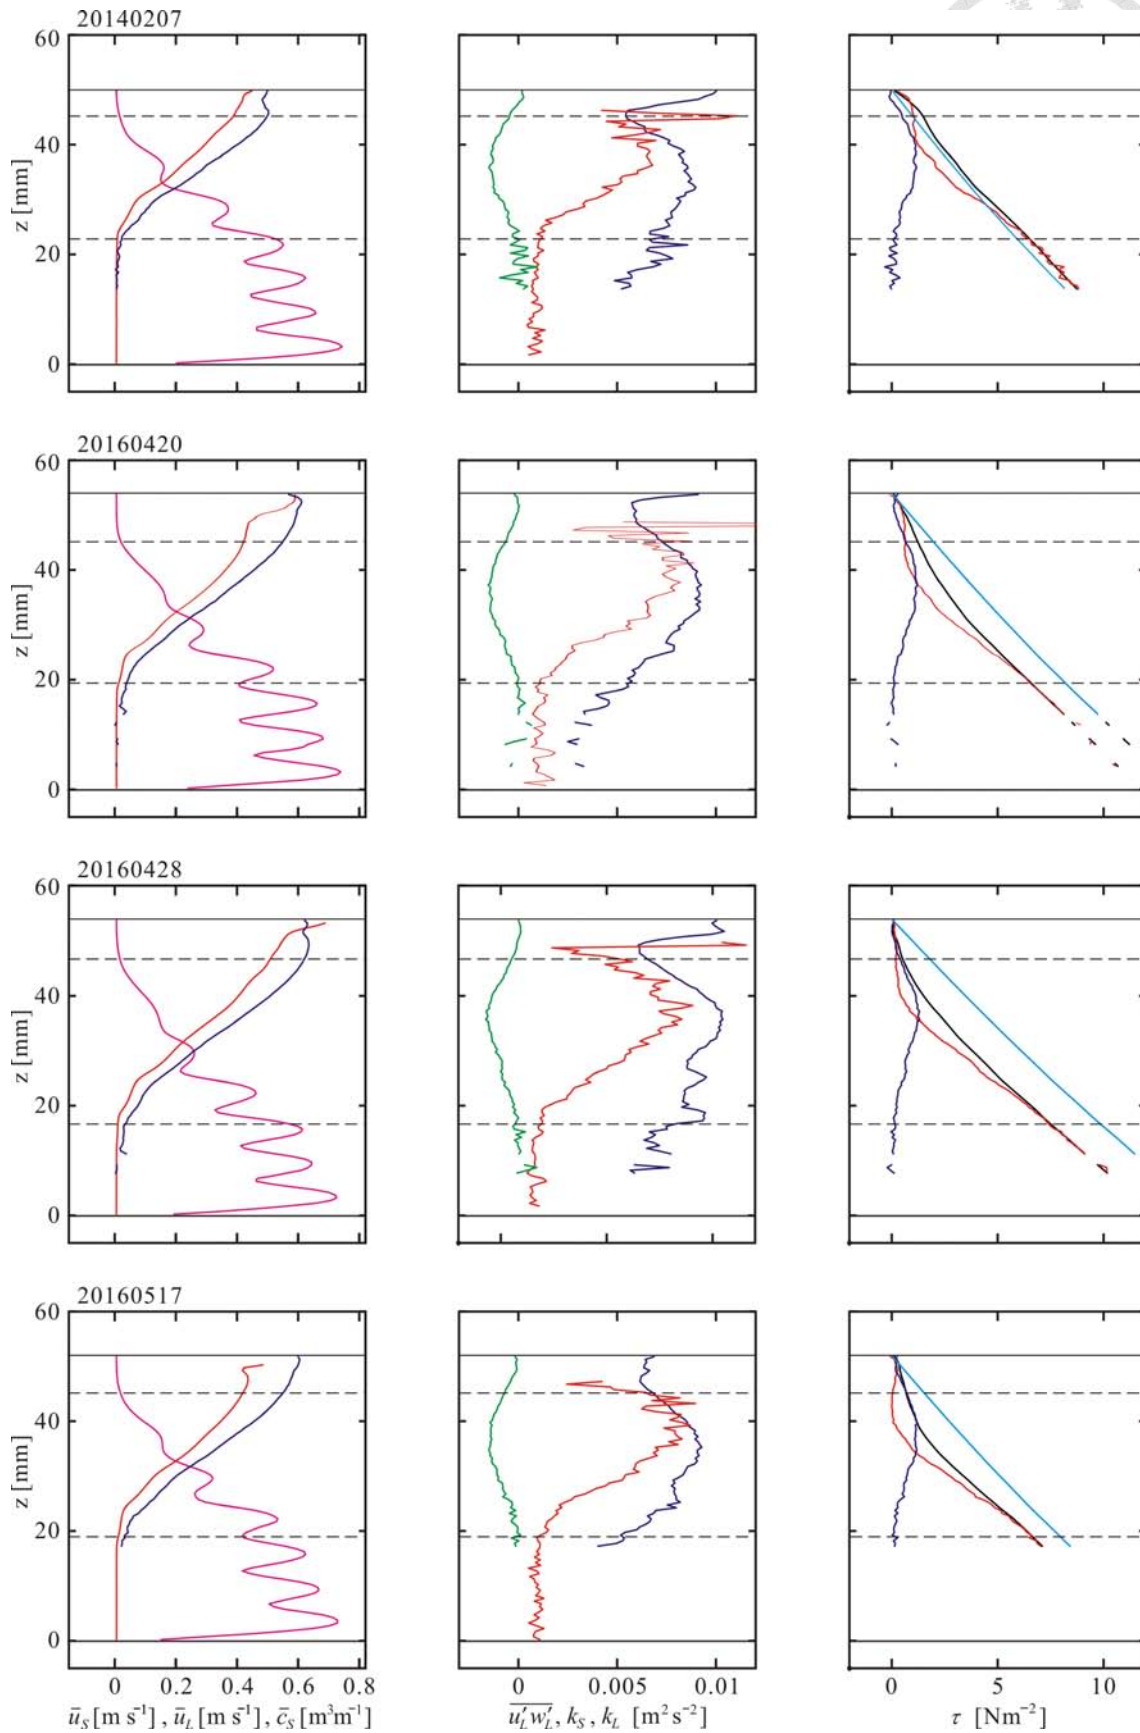 20140207
60
40
20
0
z [mm]
20160420
60
40
20
0
z [mm]
20160428
60
40
20
0
z [mm]
20160517
60
40
20
0
z [mm]
0 0.2 0.4 0.6 0.8
0 0.005 0.01
0 5 10
ū_S [m s⁻¹] , ū_L [m s⁻¹], c̄_S [m³m⁻¹]
u′_L w′_L, k_S , k_L [m² s⁻²]
τ [Nm⁻²]